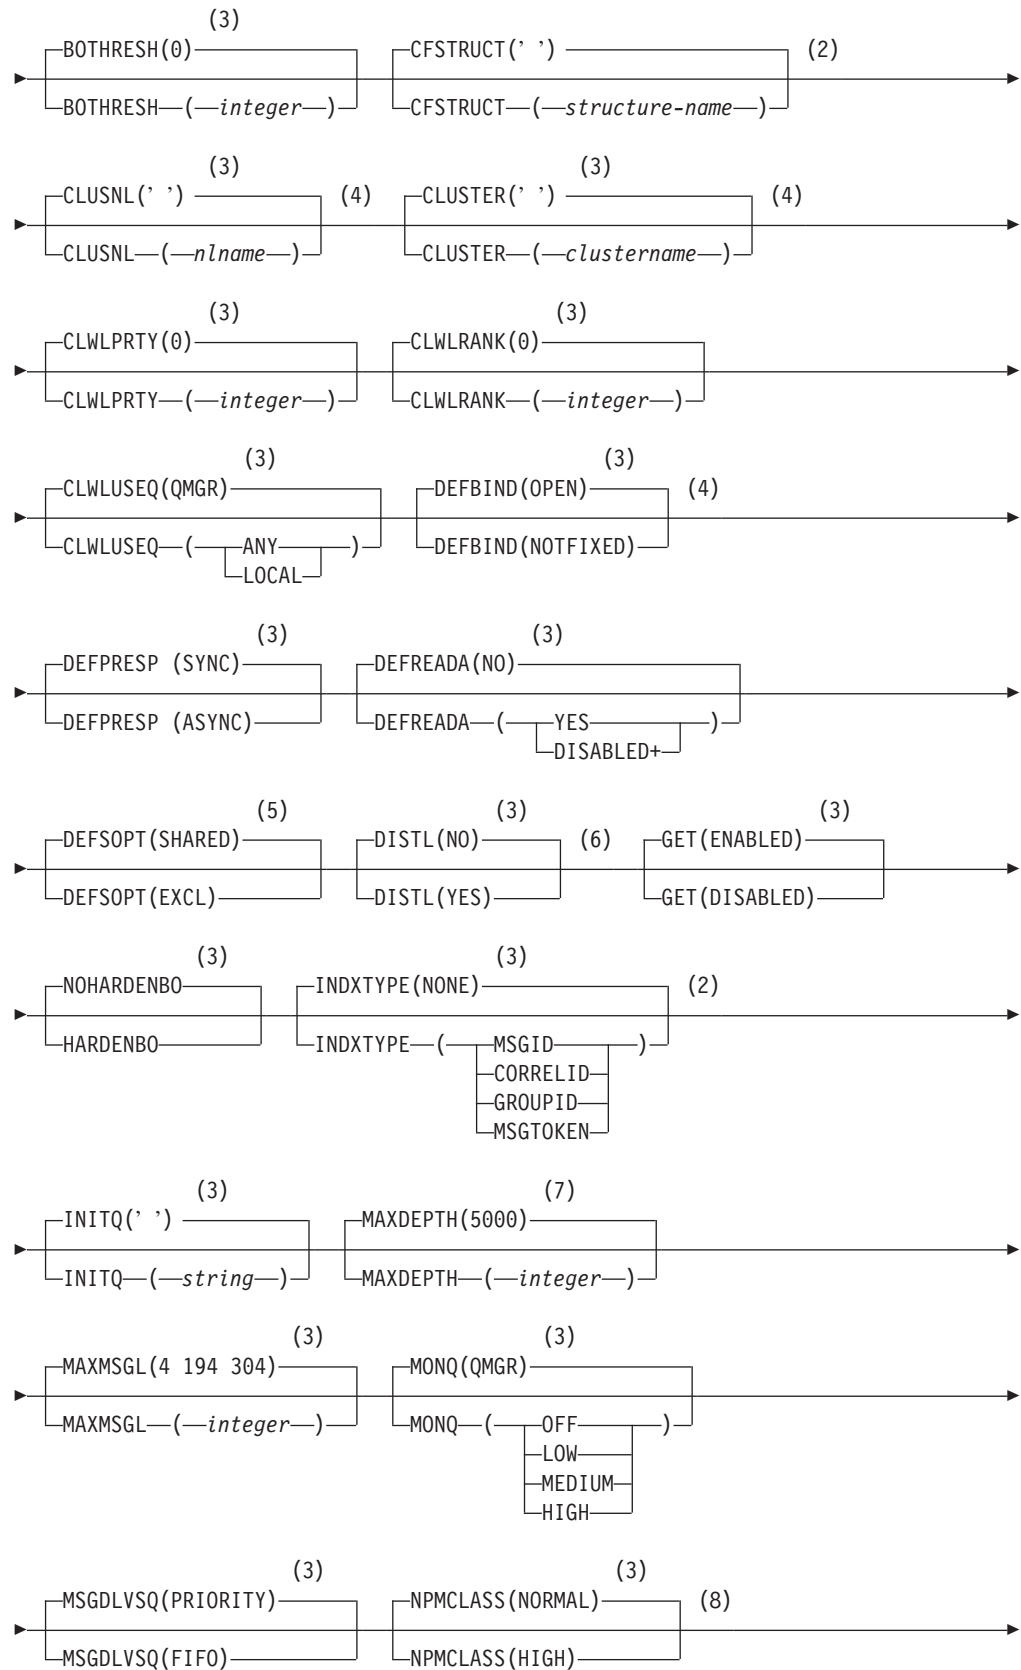 (3)
BOTHRESH(0) CFSTRUCT(’ ’) (2)
BOTHRESH (integer) CFSTRUCT (structure-name)
(3) (3)
CLUSNL(’ ’) (4) CLUSTER(’ ’) (4)
CLUSNL (nlname) CLUSTER (clustername)
(3) (3)
CLWLPRTY(0) CLWLRANK(0)
CLWLPRTY (integer) CLWLRANK (integer)
(3) (3)
CLWLUSEQ(QMGR) DEFBIND(OPEN) (4)
CLWLUSEQ ( ANY ) DEFBIND(NOTFIXED)
LOCAL
(3) (3)
DEFPRESP (SYNC) DEFREADA(NO)
DEFPRESP (ASYNC) DEFREADA ( YES )
DISABLED+
(5) (3) (3)
DEFSOPT(SHARED) DISTL(NO) (6) GET(ENABLED)
DEFSOPT(EXCL) DISTL(YES) GET(DISABLED)
(3) (3)
NOHARDENBO INDXTYPE(NONE) (2)
HARDENBO INDXTYPE ( MSGID )
CORRELID
GROUPID
MSGTOKEN
(3) (7)
INITQ(’ ’) MAXDEPTH(5000)
INITQ (string) MAXDEPTH (integer)
(3) (3)
MAXMSGL(4 194 304) MONQ(QMGR)
MAXMSGL (integer) MONQ ( OFF )
LOW
MEDIUM
HIGH
(3) (3)
MSGDLVSQ(PRIORITY) NPMCLASS(NORMAL) (8)
MSGDLVSQ(FIFO) NPMCLASS(HIGH)